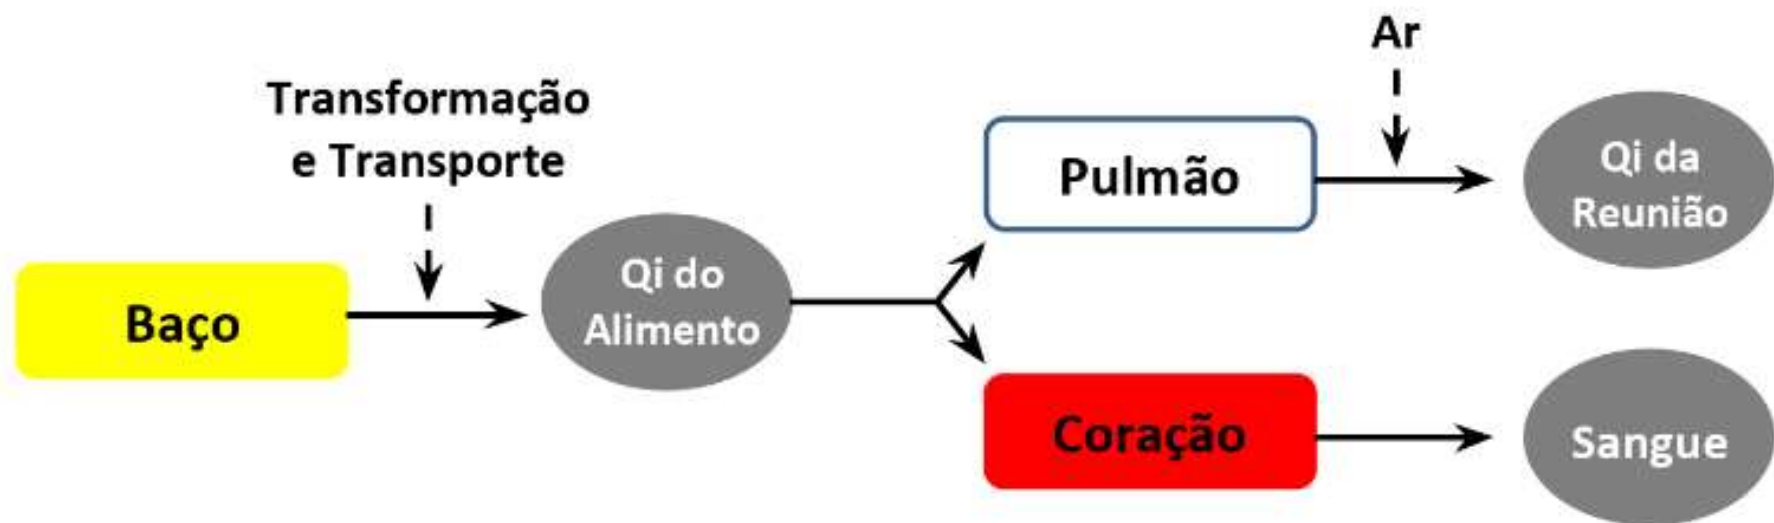 Transformação
e Transporte
Baço
Qi do
Alimento
Ar
Pulmão
Qi da
Reunião
Coração
Sangue